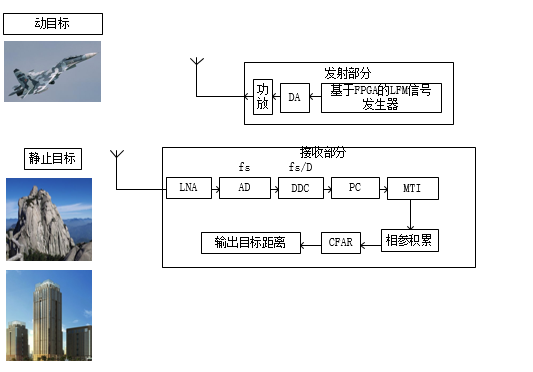 动目标
发射部分
功放
DA
基于FPGA的LFM信号
发生器
静止目标
接收部分
fs
fs/D
LNA
AD
DDC
PC
MTI
输出目标距离
CFAR
相参积累